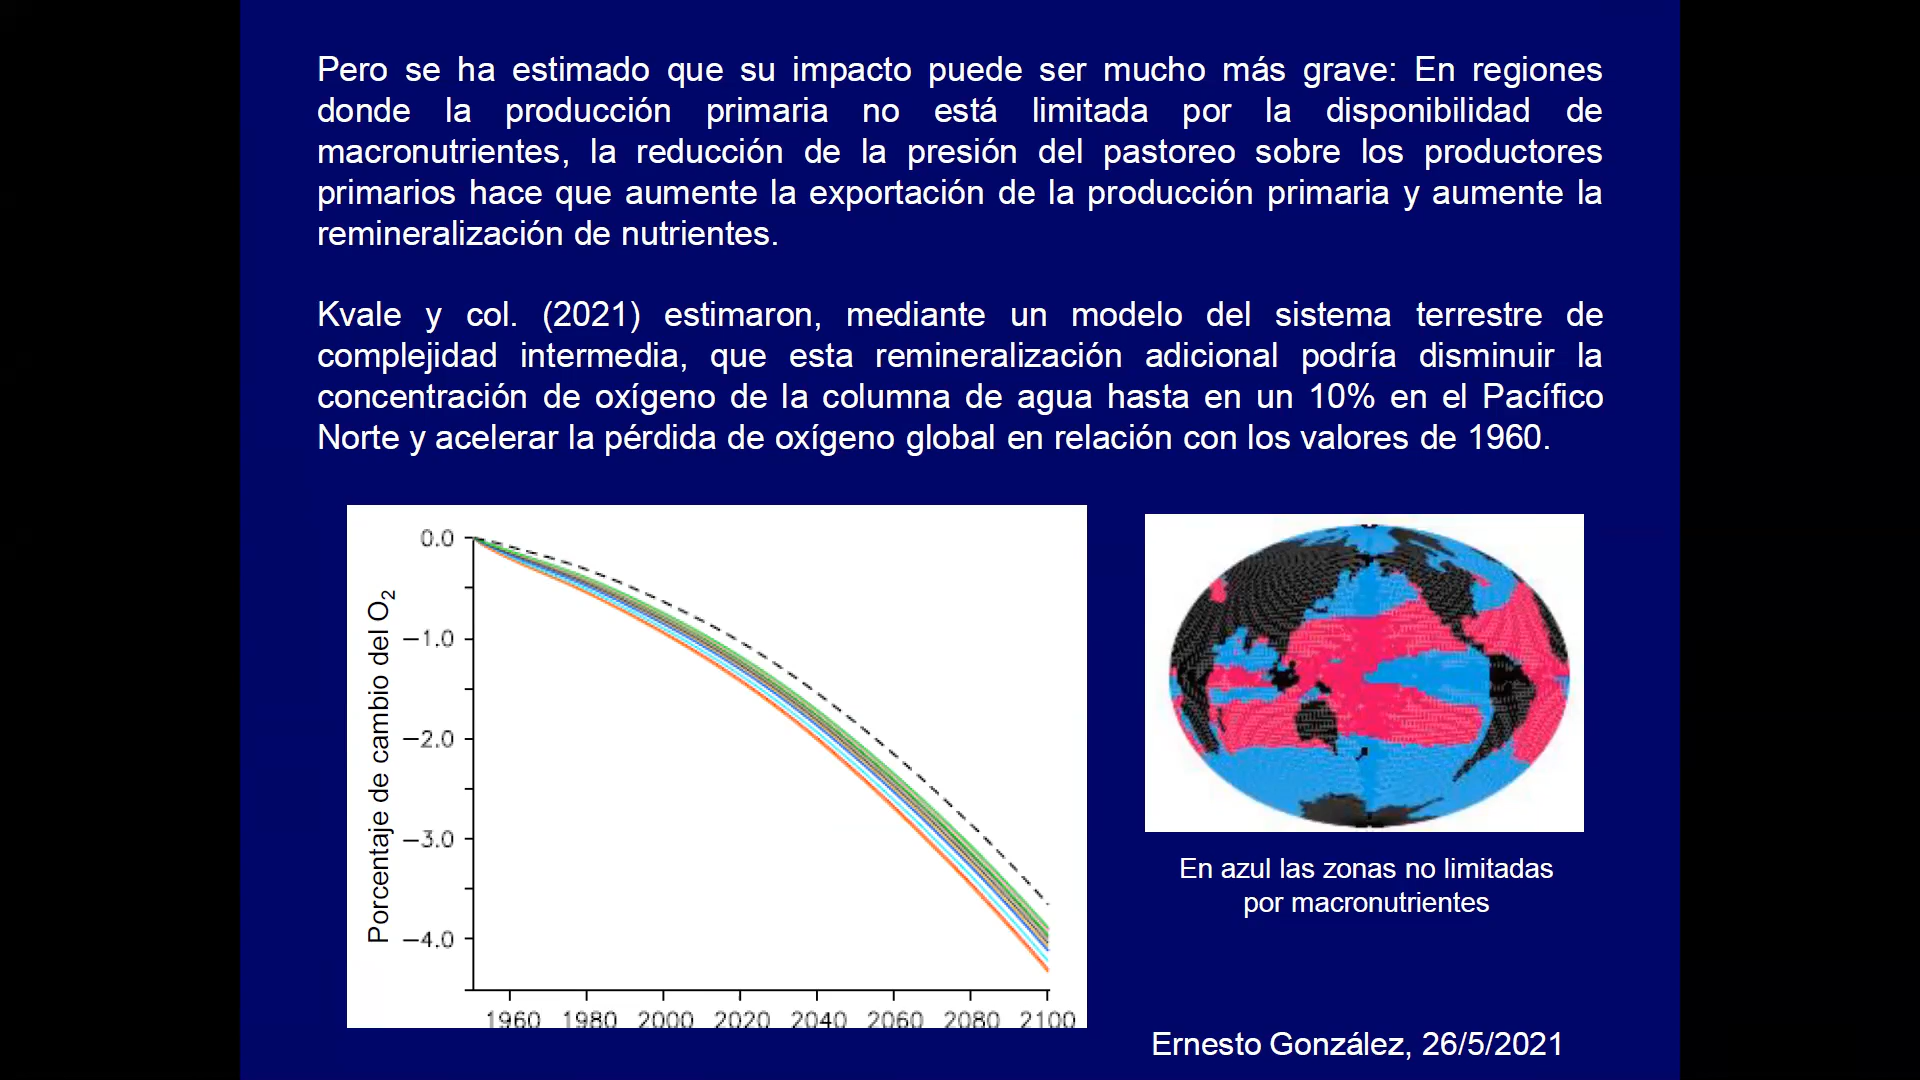 Pero se ha estimado que su impacto puede ser mucho más grave: En regiones
donde la producción primaria no está limitada por la disponibilidad de
macronutrientes, la reducción de la presión del pastoreo sobre los productores
primarios hace que aumente la exportación de la producción primaria y aumente la
remineralización de nutrientes.
Kvale y col. (2021) estimaron, mediante un modelo del sistema terrestre de
complejidad intermedia, que esta remineralización adicional podría disminuir la
concentración de oxígeno de la columna de agua hasta en un 10% en el Pacífico
Norte y acelerar la pérdida de oxígeno global en relación con los valores de 1960.
Porcentaje de cambio del O₂
0.0
−1.0
−2.0
−3.0
−4.0
1960 1980 2000 2020 2040 2060 2080 2100
En azul las zonas no limitadas
por macronutrientes
Ernesto González, 26/5/2021